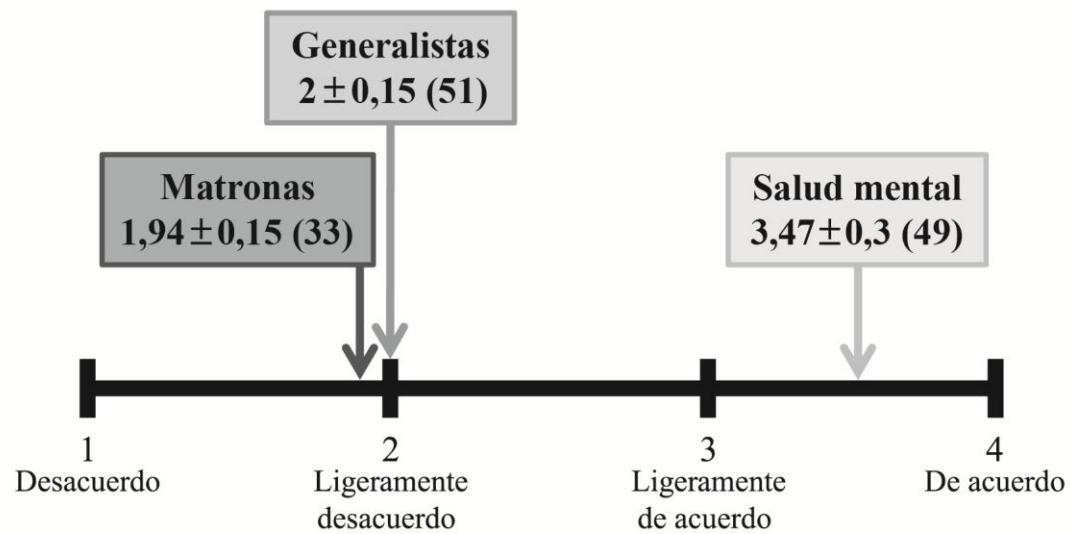 Generalistas
2±0,15 (51)
Matronas
1,94±0,15 (33)
Salud mental
3,47±0,3 (49)
1
Desacuerdo
2
Ligeramente
desacuerdo
3
Ligeramente
de acuerdo
4
De acuerdo